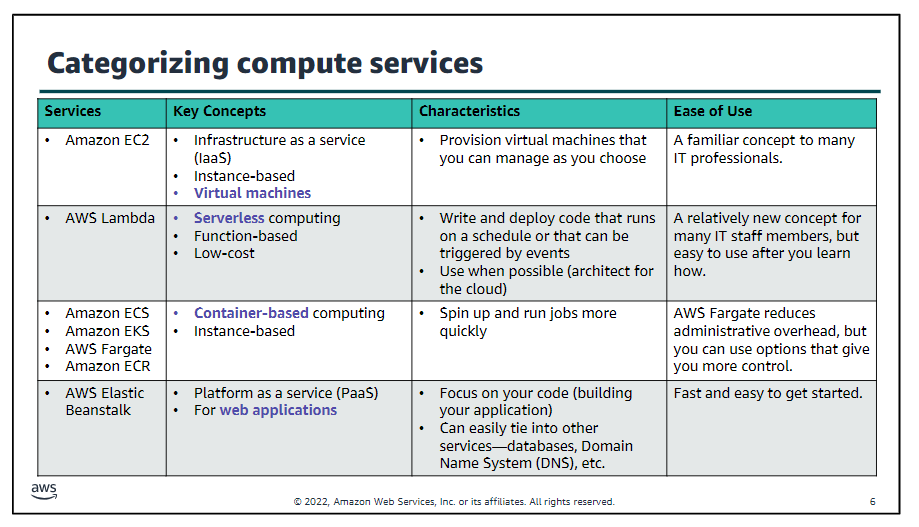 Categorizing compute services
Services
Key Concepts
Characteristics
Ease of Use
• Amazon EC2
• Infrastructure as a service
(IaaS)
• Instance-based
• Virtual machines
• Provision virtual machines that
you can manage as you choose
A familiar concept to many
IT professionals.
• AWS Lambda
• Serverless computing
• Function-based
• Low-cost
• Write and deploy code that runs
on a schedule or that can be
triggered by events
• Use when possible (architect for
the cloud)
A relatively new concept for
many IT staff members, but
easy to use after you learn
how.
• Amazon ECS
• Amazon EKS
• AWS Fargate
• Amazon ECR
• Container-based computing
• Instance-based
• Spin up and run jobs more
quickly
AWS Fargate reduces
administrative overhead, but
you can use options that give
you more control.
• AWS Elastic
Beanstalk
• Platform as a service (PaaS)
• For web applications
• Focus on your code (building
your application)
• Can easily tie into other
services—databases, Domain
Name System (DNS), etc.
Fast and easy to get started.
aws
© 2022, Amazon Web Services, Inc. or its affiliates. All rights reserved.
6